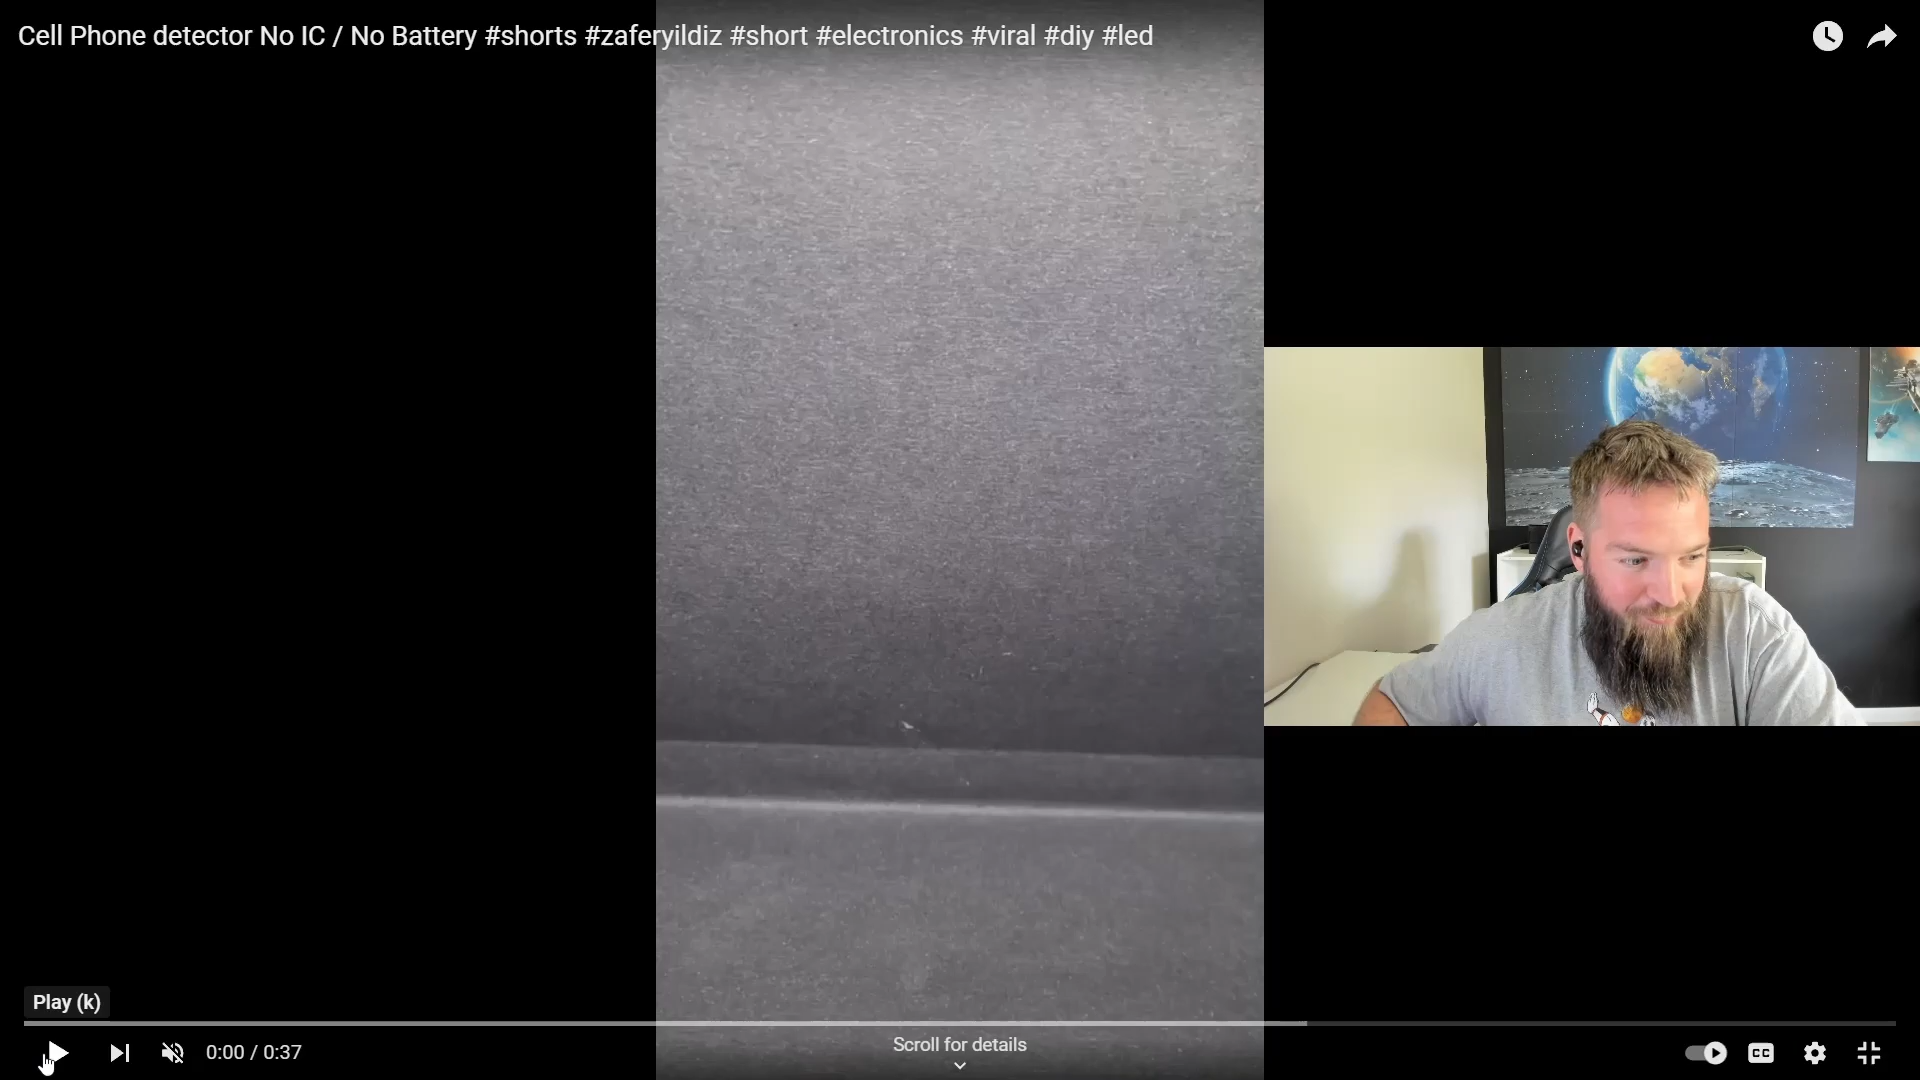 Cell Phone detector No IC / No Battery #shorts #zaferyildiz #short #electronics #viral #diy #led
Play (k)
0:00 / 0:37
Scroll for details
CC